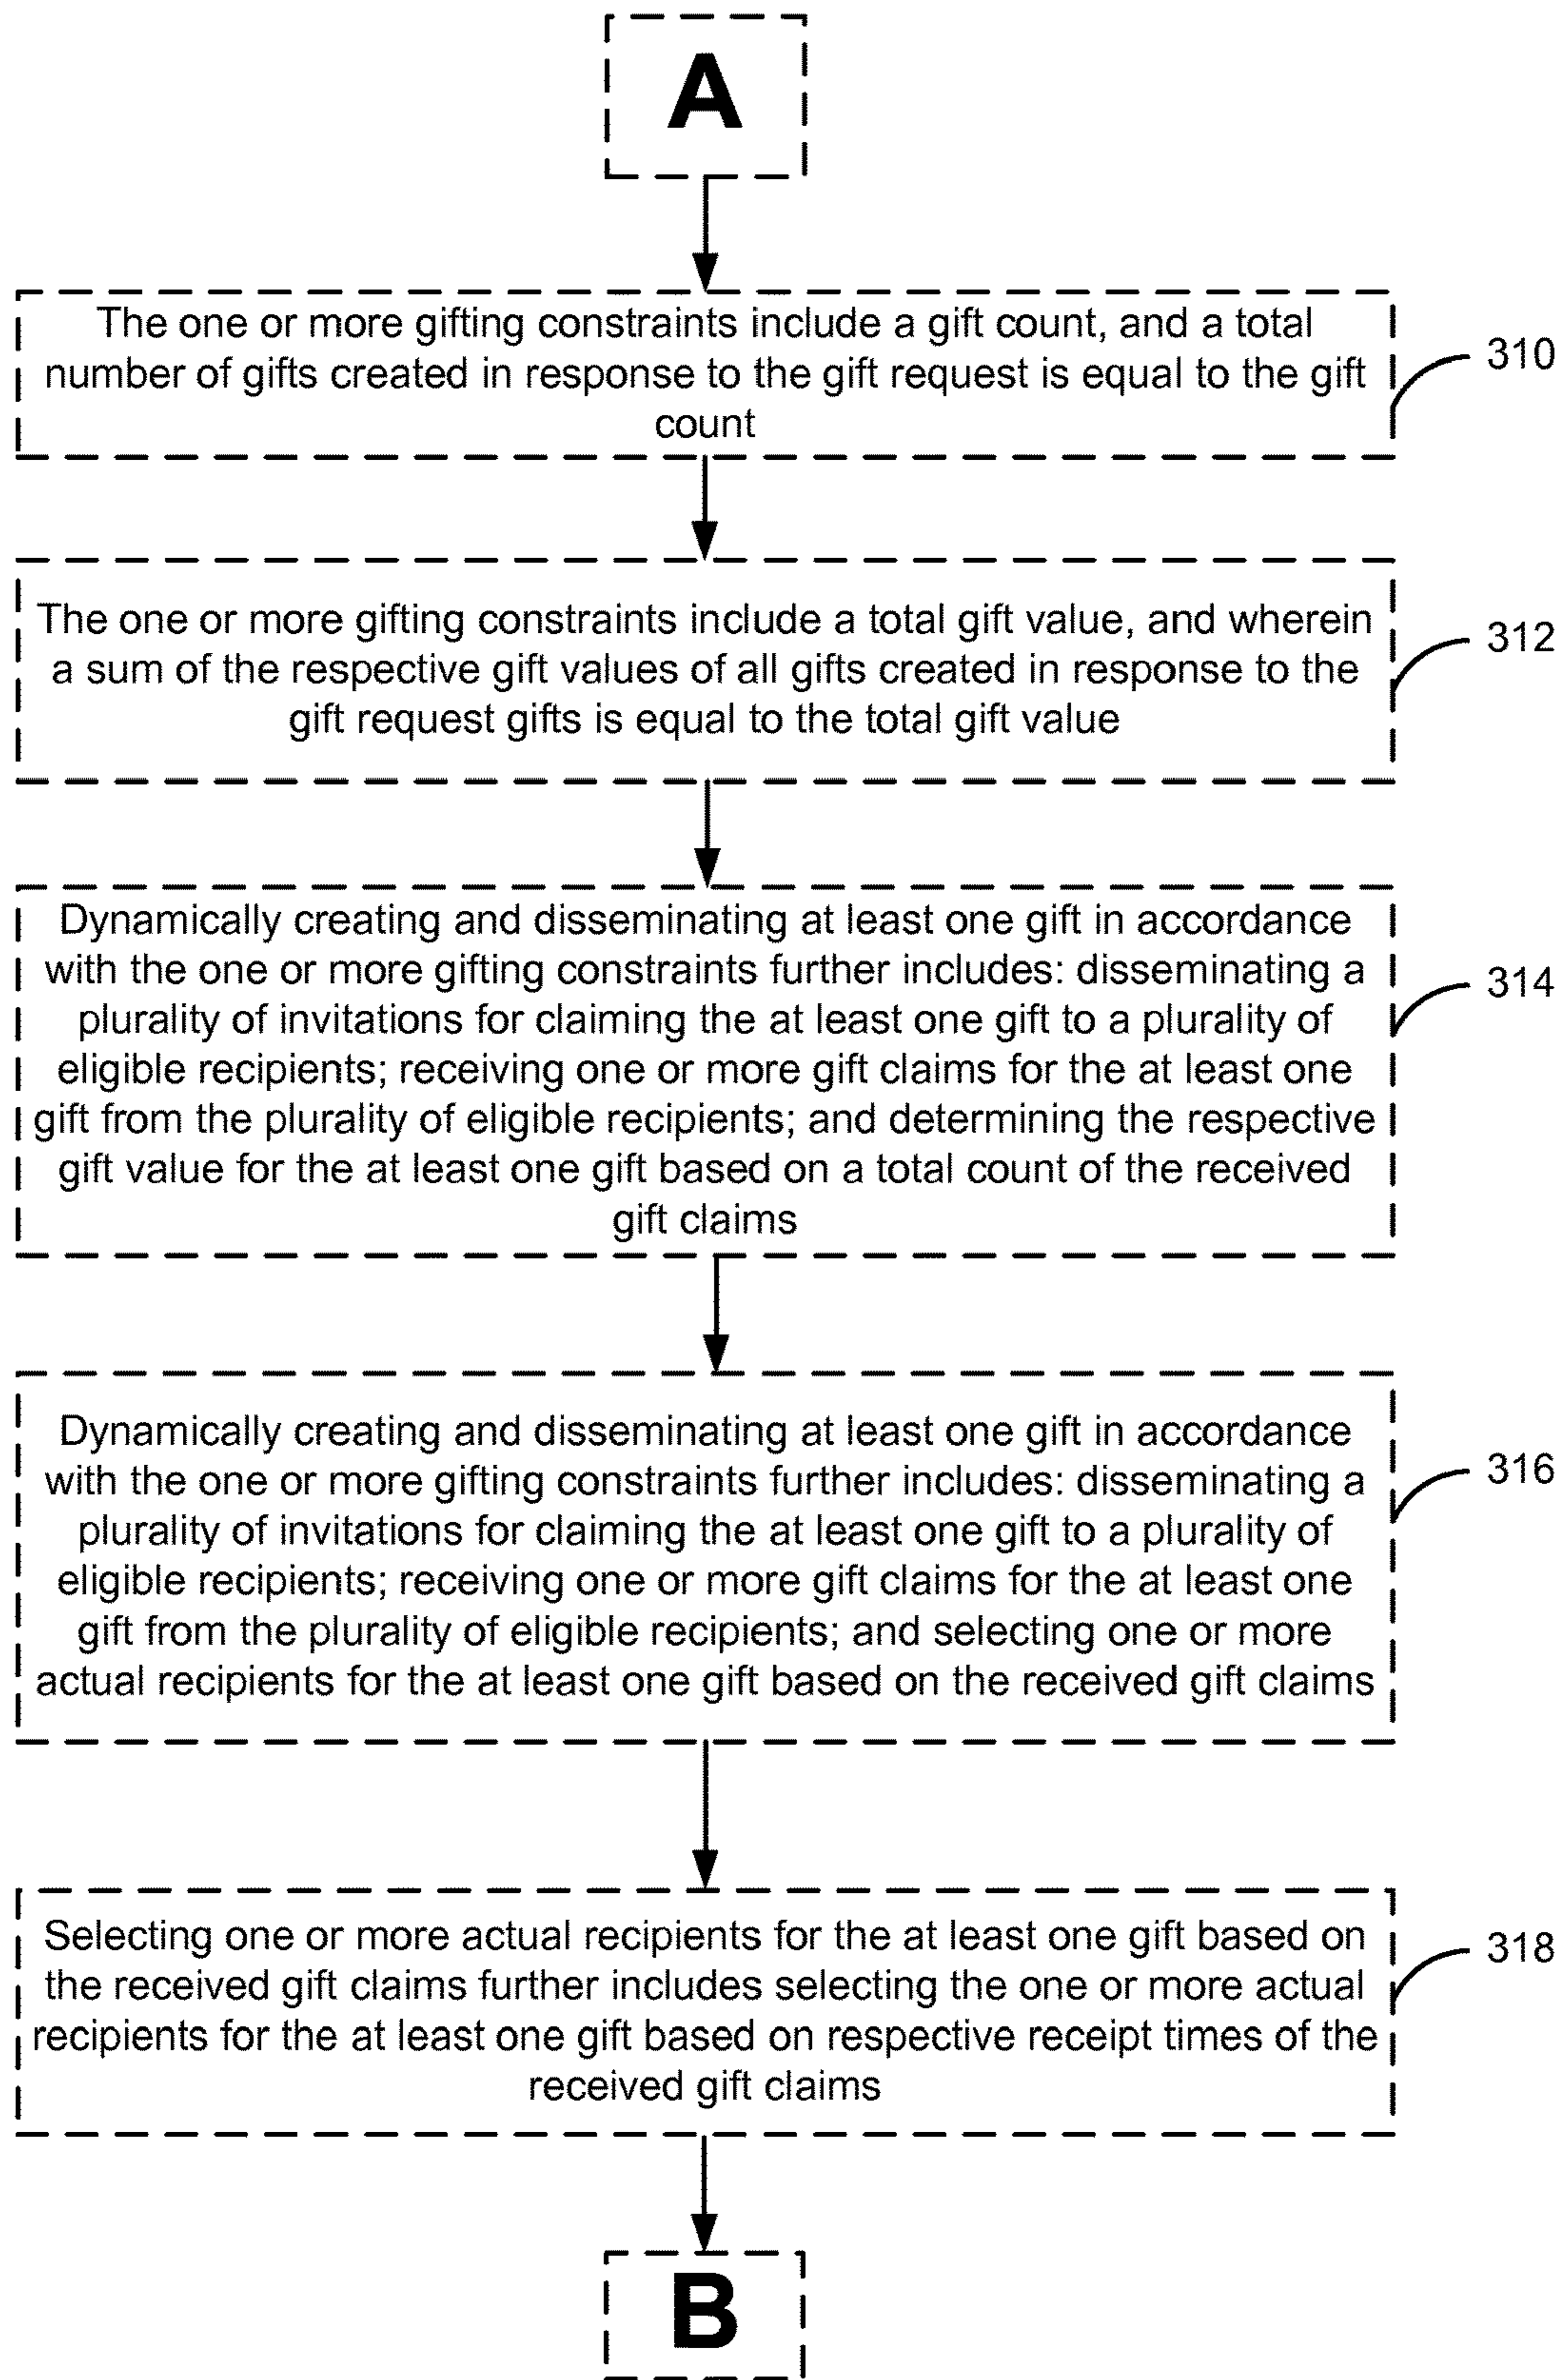 A
The one or more gifting constraints include a gift count, and a total
number of gifts created in response to the gift request is equal to the gift
count
310
The one or more gifting constraints include a total gift value, and wherein
a sum of the respective gift values of all gifts created in response to the
gift request gifts is equal to the total gift value
312
Dynamically creating and disseminating at least one gift in accordance
with the one or more gifting constraints further includes: disseminating a
plurality of invitations for claiming the at least one gift to a plurality of
eligible recipients; receiving one or more gift claims for the at least one
gift from the plurality of eligible recipients; and determining the respective
gift value for the at least one gift based on a total count of the received
gift claims
314
Dynamically creating and disseminating at least one gift in accordance
with the one or more gifting constraints further includes: disseminating a
plurality of invitations for claiming the at least one gift to a plurality of
eligible recipients; receiving one or more gift claims for the at least one
gift from the plurality of eligible recipients; and selecting one or more
actual recipients for the at least one gift based on the received gift claims
316
Selecting one or more actual recipients for the at least one gift based on
the received gift claims further includes selecting the one or more actual
recipients for the at least one gift based on respective receipt times of the
received gift claims
318
B